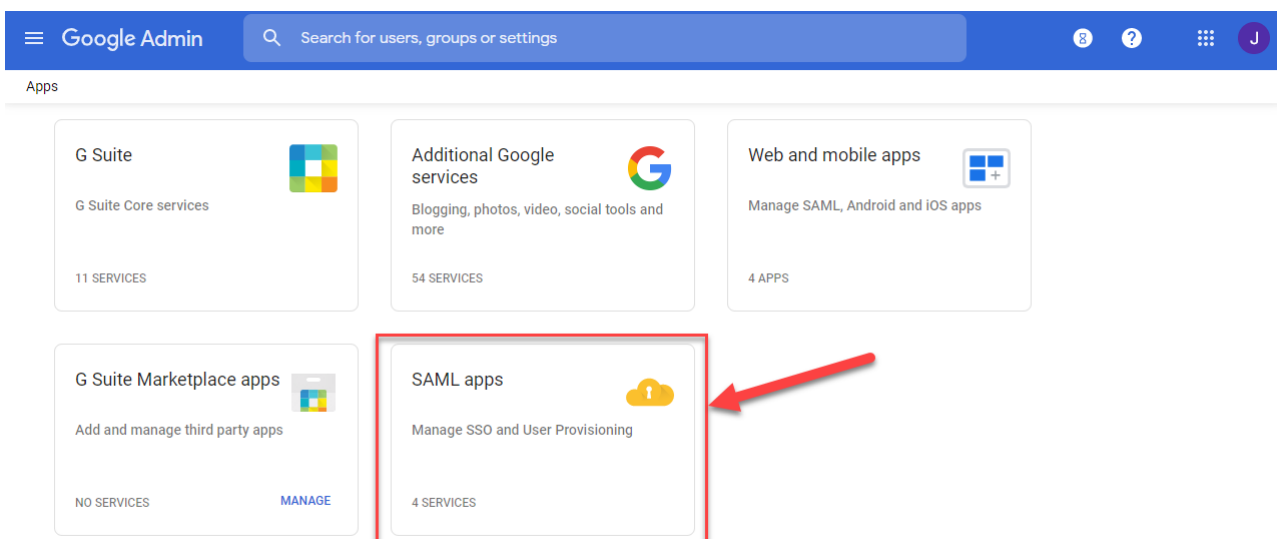 Google Admin
Search for users, groups or settings
?
J
Apps
G Suite
G Suite Core services
11 SERVICES
Additional Google
services
Blogging, photos, video, social tools and
more
54 SERVICES
Web and mobile apps
Manage SAML, Android and iOS apps
4 APPS
G Suite Marketplace apps
Add and manage third party apps
NO SERVICES
MANAGE
SAML apps
Manage SSO and User Provisioning
4 SERVICES